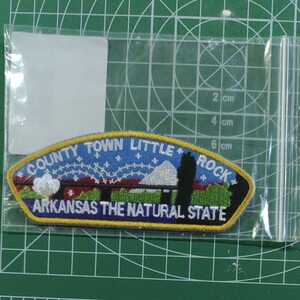 COUNTY TOWN LITTLE ROCK
ARKANSAS THE NATURAL STATE
2 cm
4 cm
6 cm